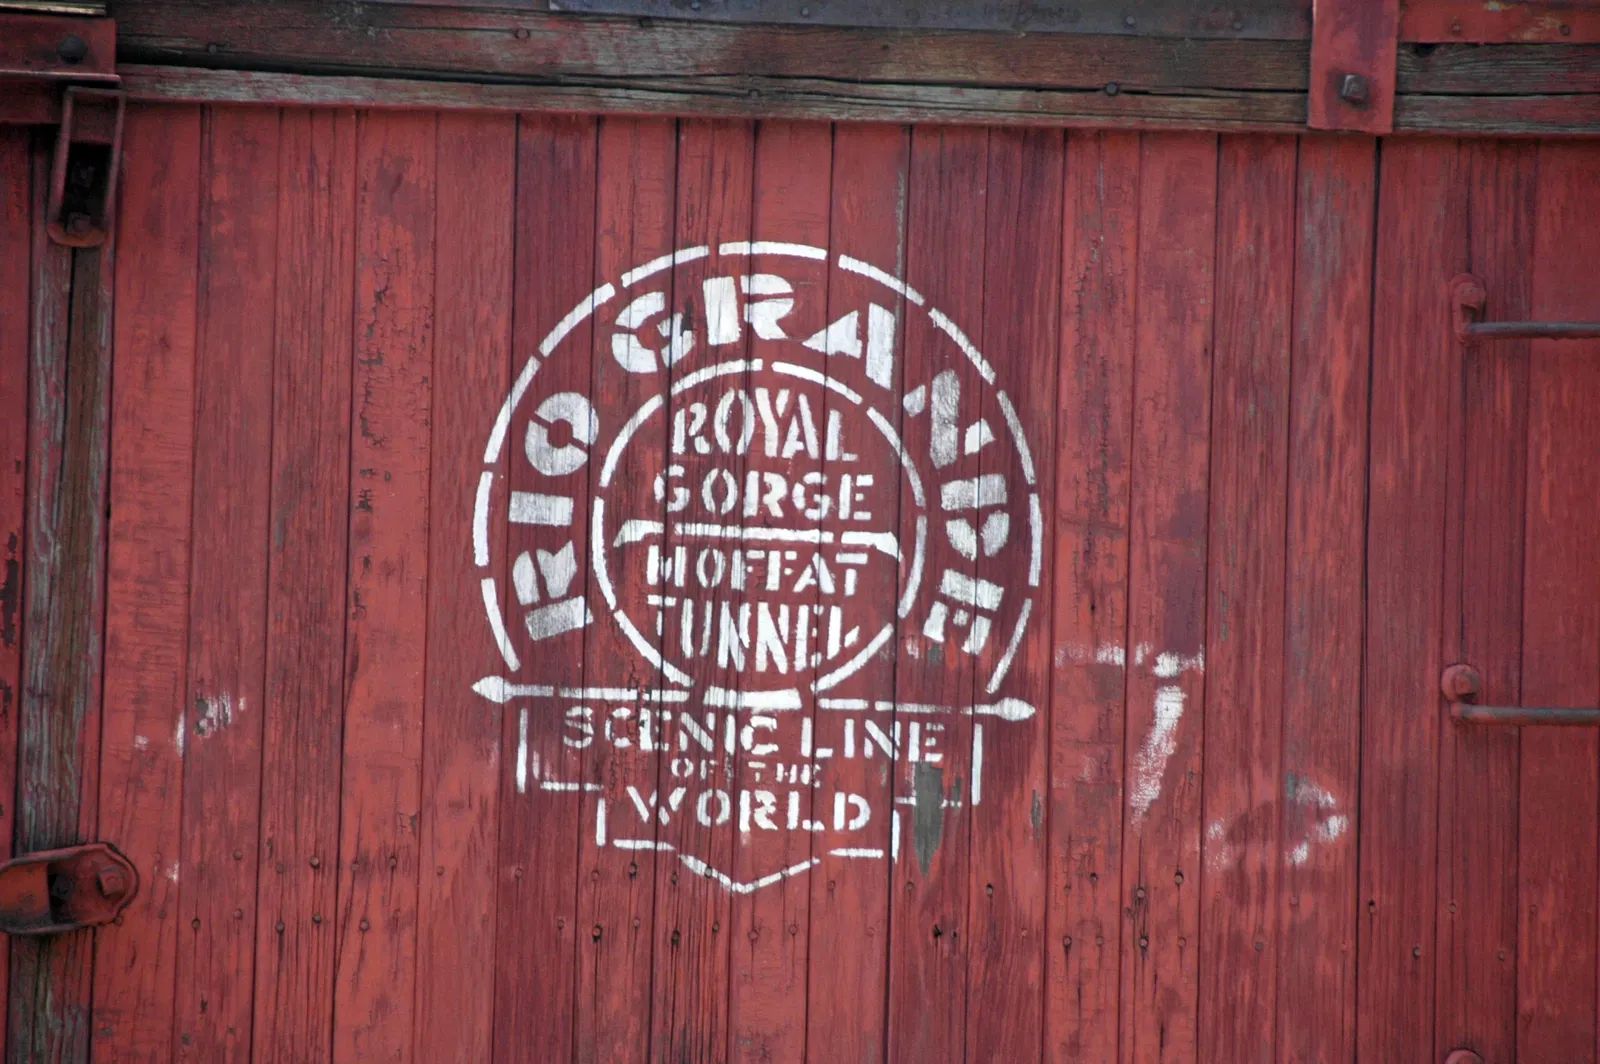 RIO GRANDE
ROYAL
GORGE
MOFFAT
TUNNEL
SCENIC LINE
OF THE
WORLD